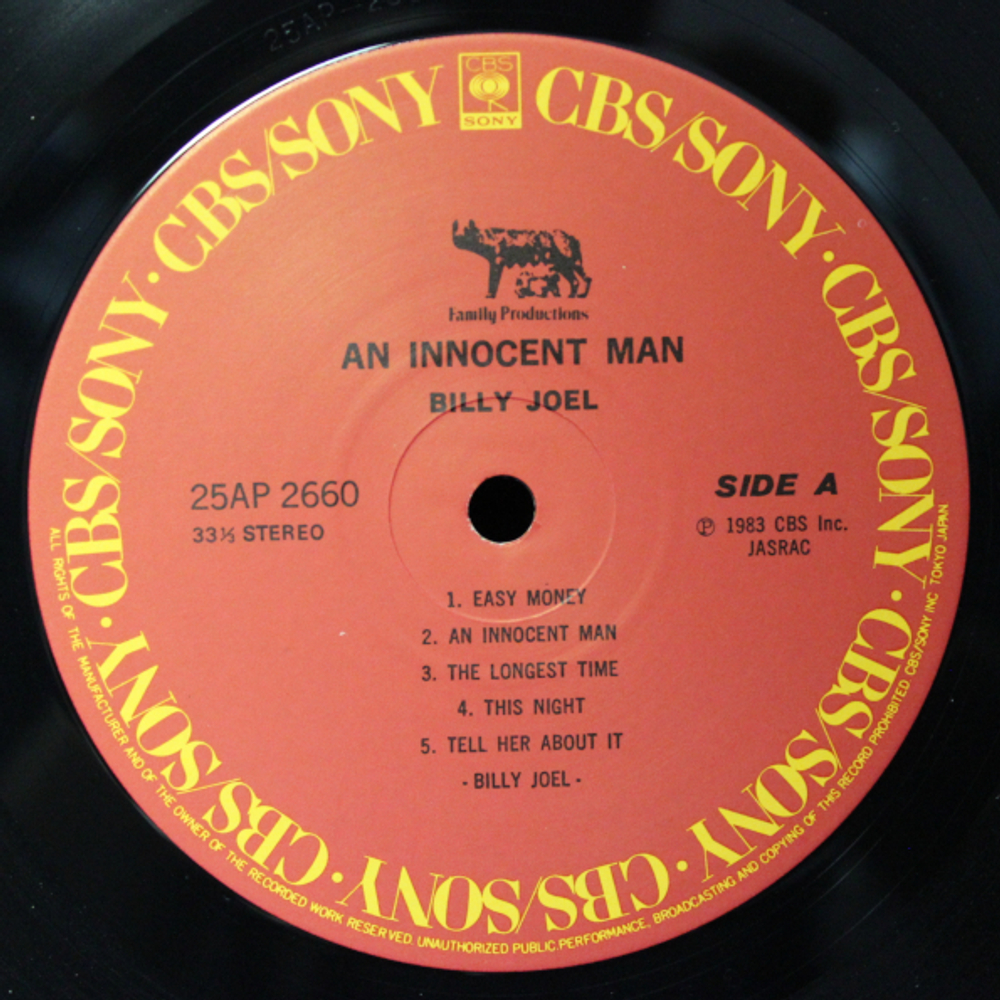 25AP
CBS
SONY
CBS/SONY · CBS/SONY · CBS/SONY · CBS/SONY · CBS/SONY · CBS/SONY · CBS/SONY · CBS/SONY
Family Productions
AN INNOCENT MAN
BILLY JOEL
25AP 2660
33⅓ STEREO
SIDE A
Ⓟ 1983 CBS Inc.
JASRAC
1. EASY MONEY
2. AN INNOCENT MAN
3. THE LONGEST TIME
4. THIS NIGHT
5. TELL HER ABOUT IT
- BILLY JOEL -
ALL RIGHTS OF THE MANUFACTURER AND OF THE OWNER OF THE RECORDED WORK RESERVED. UNAUTHORIZED PUBLIC PERFORMANCE, BROADCASTING AND COPYING OF THIS RECORD PROHIBITED CBS/SONY INC TOKYO JAPAN